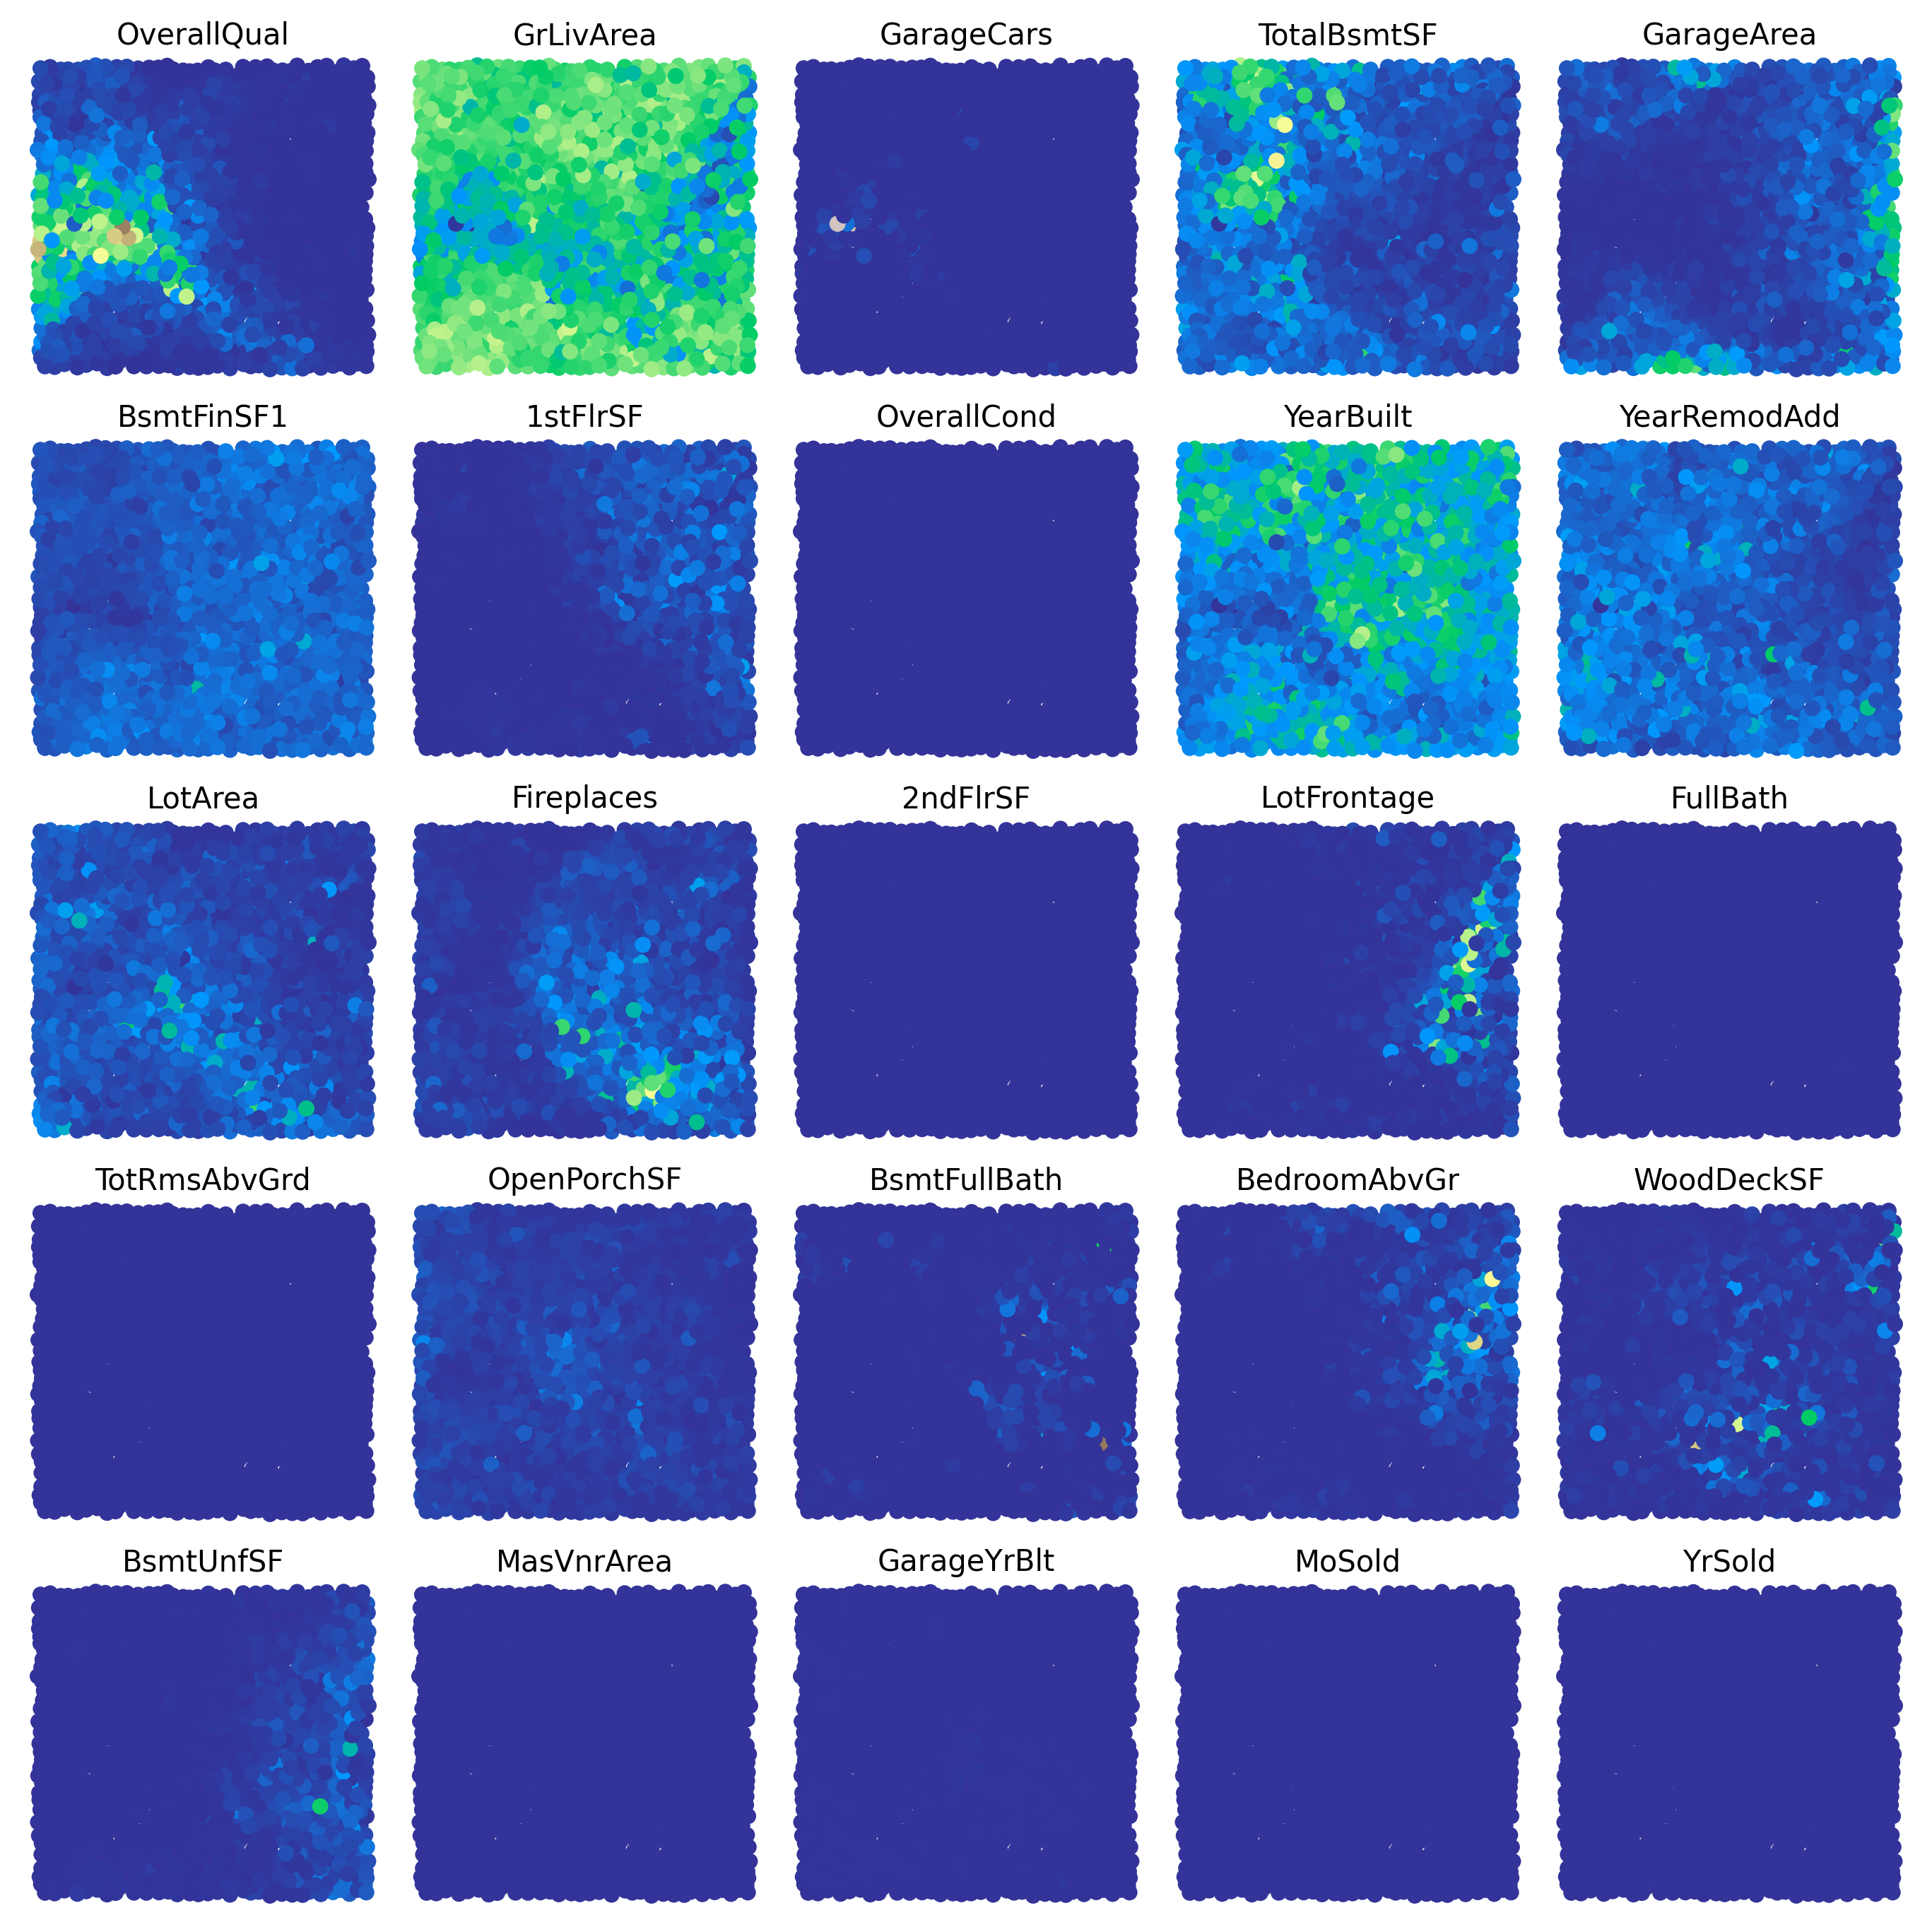 OverallQual
GrLivArea
GarageCars
TotalBsmtSF
GarageArea
BsmtFinSF1
1stFlrSF
OverallCond
YearBuilt
YearRemodAdd
LotArea
Fireplaces
2ndFlrSF
LotFrontage
FullBath
TotRmsAbvGrd
OpenPorchSF
BsmtFullBath
BedroomAbvGr
WoodDeckSF
BsmtUnfSF
MasVnrArea
GarageYrBlt
MoSold
YrSold